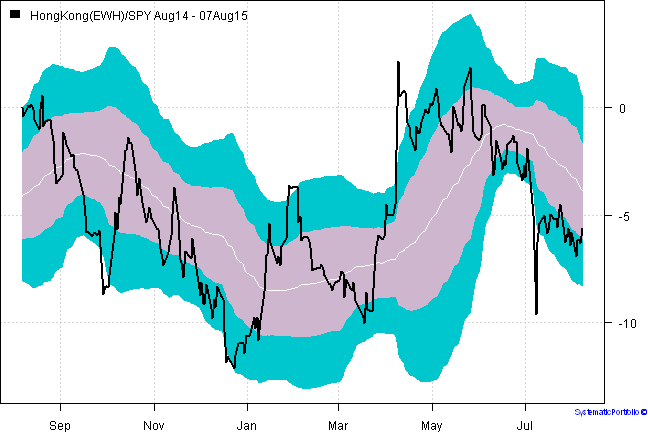 HongKong(EWH)/SPY Aug14 - 07Aug15
0
-5
-10
SystematicPortfolio ©
Sep Nov Jan Mar May Jul